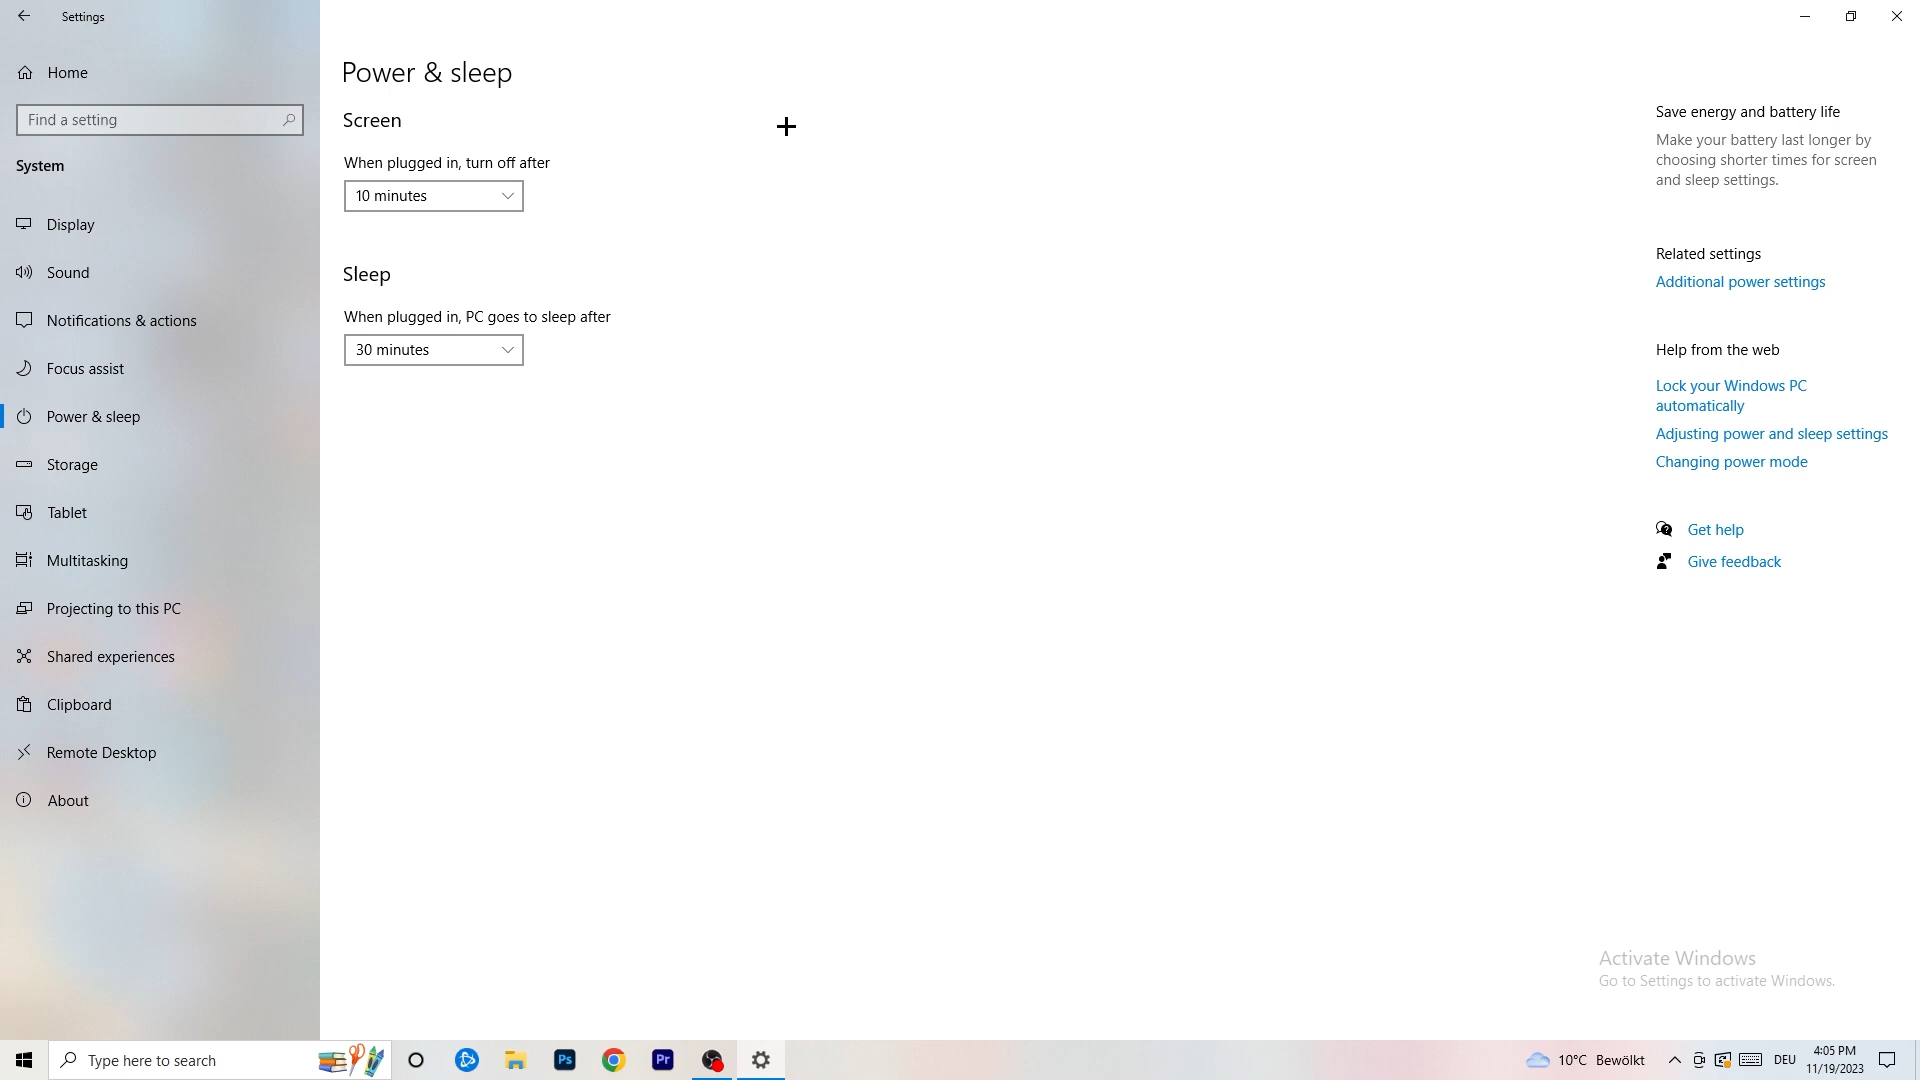 Settings
Home
Find a setting
System
Display
Sound
Notifications & actions
Focus assist
Power & sleep
Storage
Tablet
Multitasking
Projecting to this PC
Shared experiences
Clipboard
Remote Desktop
About
Power & sleep
Screen
When plugged in, turn off after
10 minutes
Sleep
When plugged in, PC goes to sleep after
30 minutes
Save energy and battery life
Make your battery last longer by
choosing shorter times for screen
and sleep settings.
Related settings
Additional power settings
Help from the web
Lock your Windows PC
automatically
Adjusting power and sleep settings
Changing power mode
Get help
Give feedback
Activate Windows
Go to Settings to activate Windows.
Type here to search
Ps
Pr
10°C Bewölkt
DEU
4:05 PM
11/19/2023